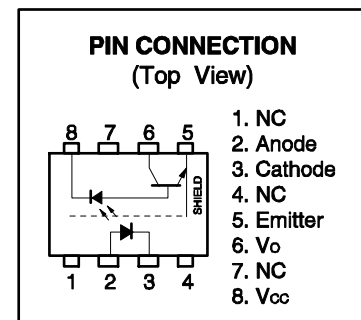 PIN CONNECTION
(Top View)
8 7 6 5
SHIELD
1 2 3 4
1. NC
2. Anode
3. Cathode
4. NC
5. Emitter
6. Vo
7. NC
8. Vcc